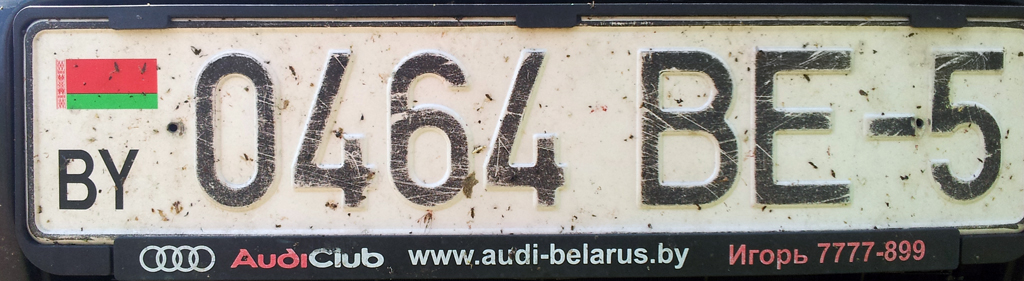 BY 0464 BE-5
AudiClub www.audi-belarus.by Игорь 7777-899